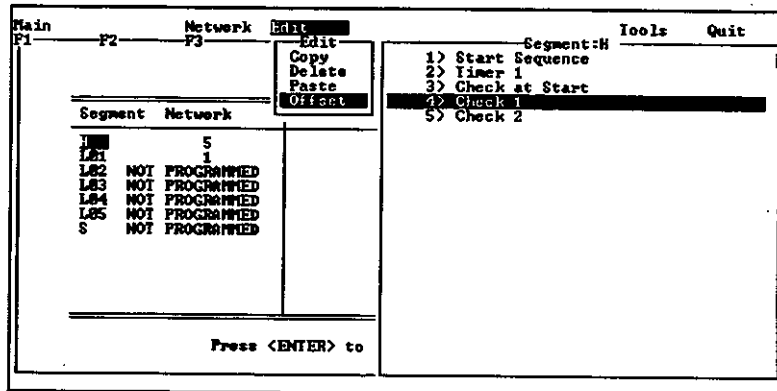 Main Network Edit Tools Quit
F1 F2 F3
Edit
Copy
Delete
Paste
Offset
Segment Network
H 5
L01 1
L02 NOT PROGRAMMED
L03 NOT PROGRAMMED
L04 NOT PROGRAMMED
L05 NOT PROGRAMMED
S NOT PROGRAMMED
Press <ENTER> to
Segment:H
1) Start Sequence
2) Timer 1
3) Check at Start
4) Check 1
5) Check 2